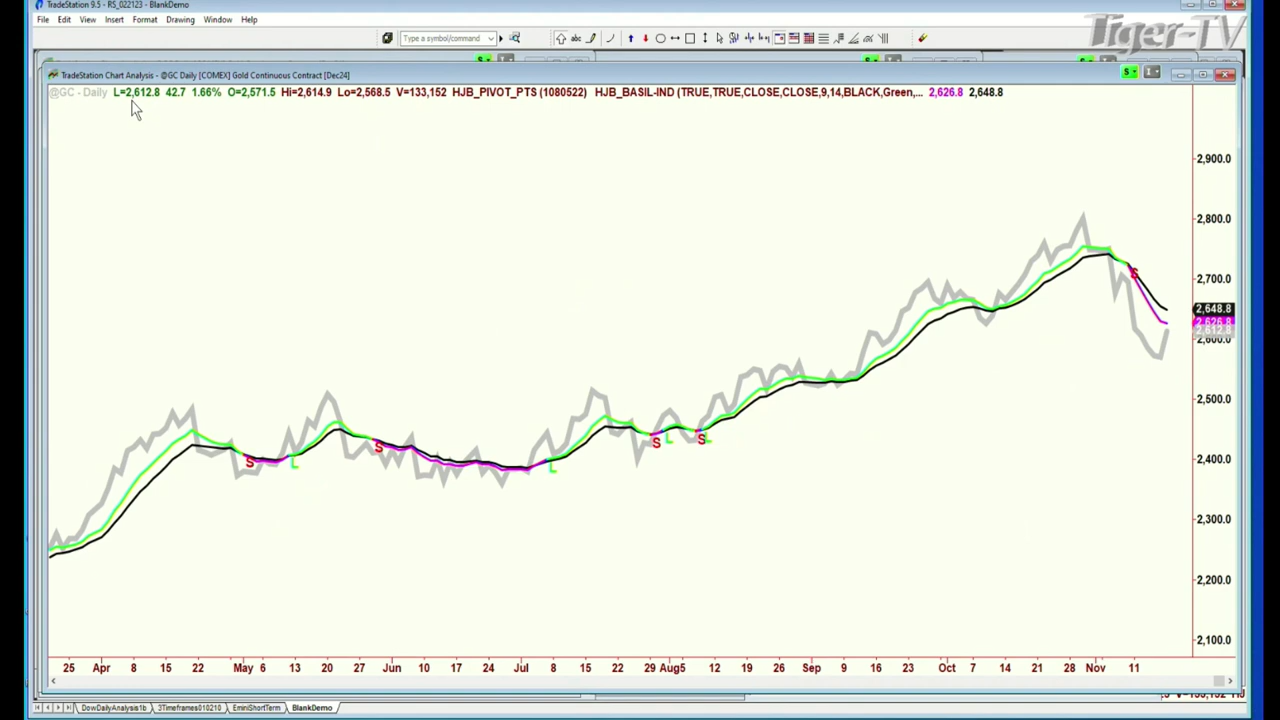 TradeStation 9.5 - RS_022123 - BlankDemo
File Edit View Insert Format Drawing Window Help
Tiger-TV
Type a symbol/command
abc
TradeStation Chart Analysis - @GC Daily [COMEX] Gold Continuous Contract [Dec24]
@GC - Daily L=2,612.8 42.7 1.66% O=2,571.5 Hi=2,614.9 Lo=2,568.5 V=133,152 HJB_PIVOT_PTS (1080522) HJB_BASIL-IND (TRUE,TRUE,CLOSE,CLOSE,9,14,BLACK,Green,... 2,626.8 2,648.8
2,900.0
2,800.0
2,700.0
2,648.8
2,626.8
2,612.8
2,600.0
2,500.0
2,400.0
2,300.0
2,200.0
2,100.0
S L S L S L S L S
25 Apr 8 15 22 May 6 13 20 27 Jun 10 17 24 Jul 8 15 22 29 Aug5 12 19 26 Sep 9 16 23 Oct 7 14 21 28 Nov 11
DowDailyAnalysis1b 3Timeframes010210 EminiShortTerm BlankDemo